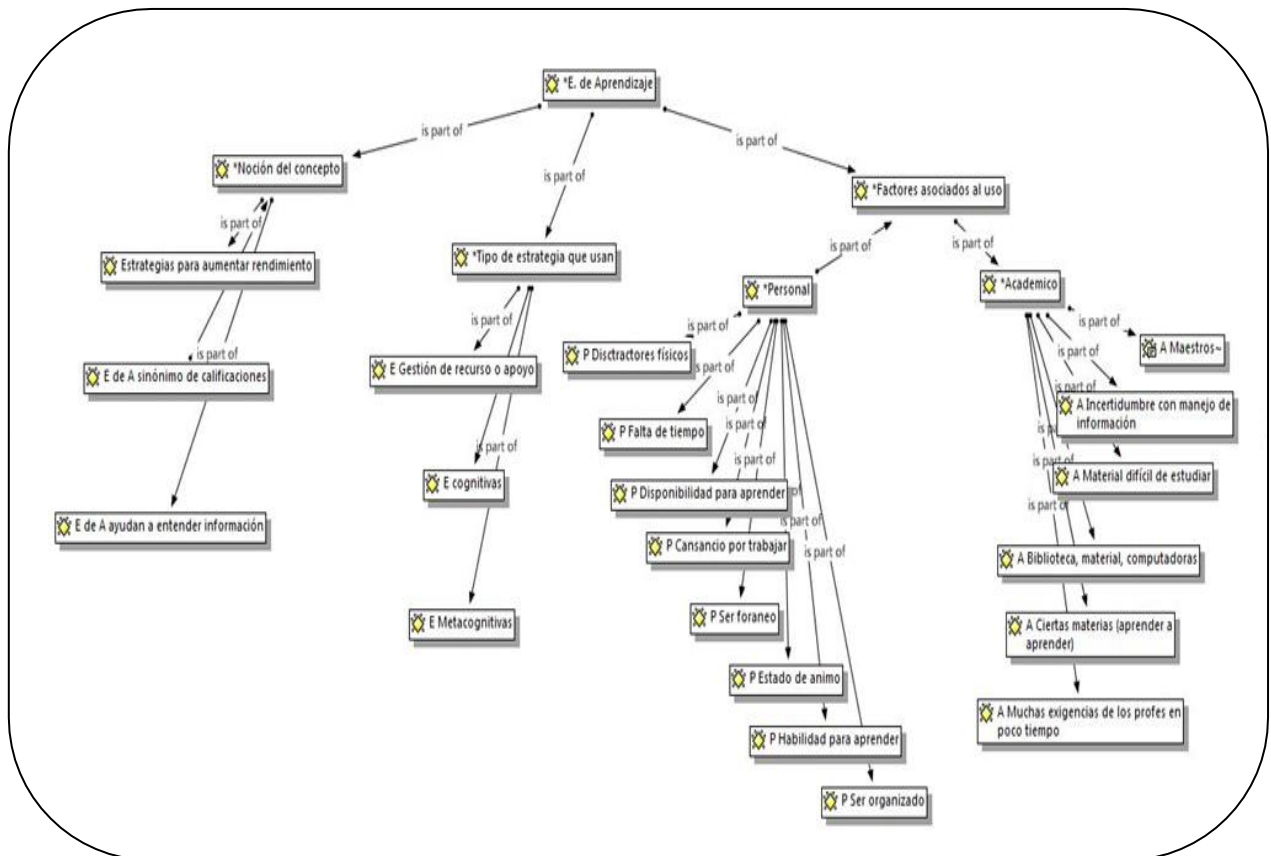 *E. de Aprendizaje
is part of
is part of
is part of
*Noción del concepto
*Factores asociados al uso
is part of
is part of
is part of
Estrategias para aumentar rendimiento
*Tipo de estrategia que usan
*Personal
*Academico
is part of
E de A sinónimo de calificaciones
is part of
E Gestión de recurso o apoyo
is part of
P Disctractores físicos
is part of
A Maestros~
is part of
is part of
is part of
is part of
A Incertidumbre con manejo de
información
is part of
P Falta de tiempo
is part of
E cognitivas
is part of
P Disponibilidad para aprender
is part of
A Material difícil de estudiar
is part of
E de A ayudan a entender información
is part of
P Cansancio por trabajar
is part of
A Biblioteca, material, computadoras
E Metacognitivas
P Ser foraneo
A Ciertas materias (aprender a
aprender)
P Estado de animo
A Muchas exigencias de los profes en
poco tiempo
P Habilidad para aprender
P Ser organizado